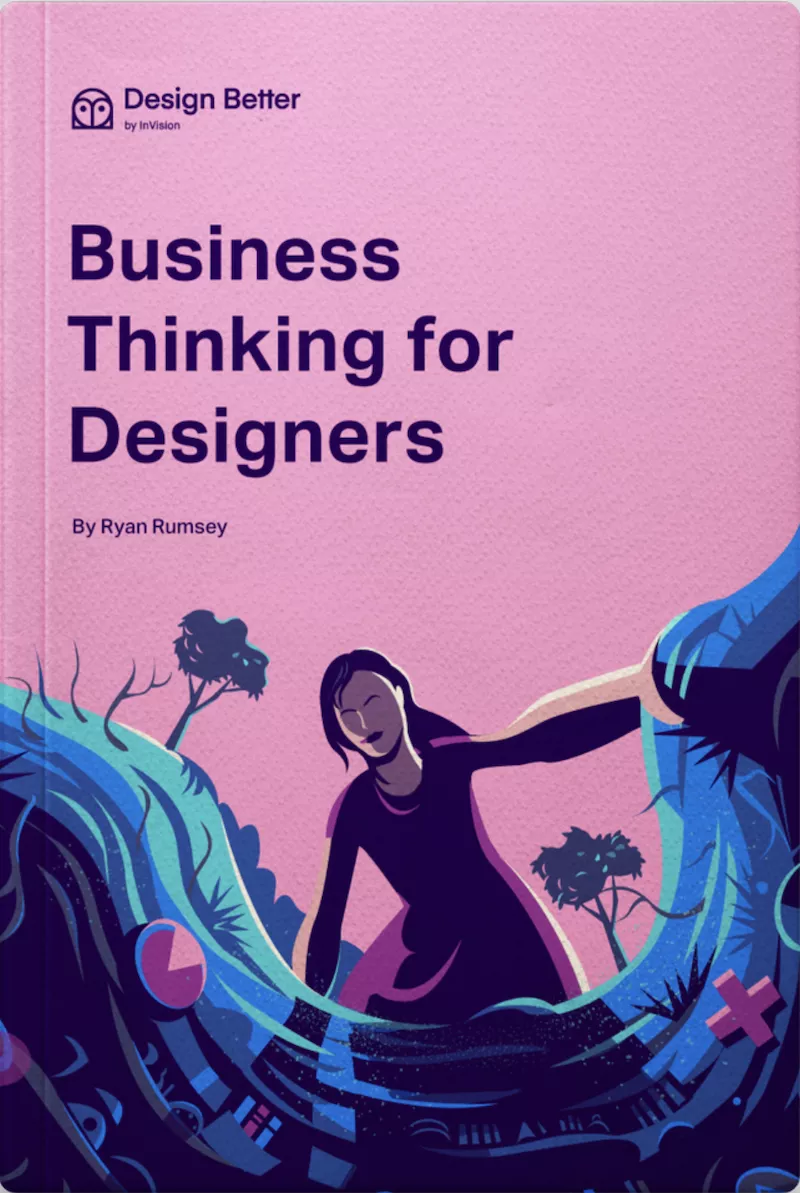 Design Better
by InVision
Business
Thinking for
Designers
By Ryan Rumsey